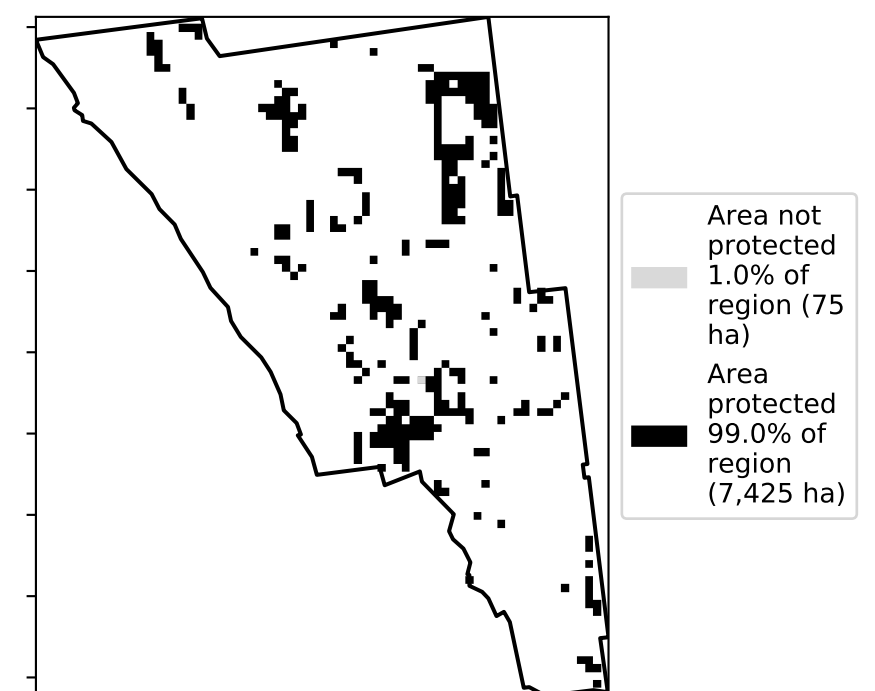 Area not
protected
1.0% of
region (75
ha)
Area
protected
99.0% of
region
(7,425 ha)